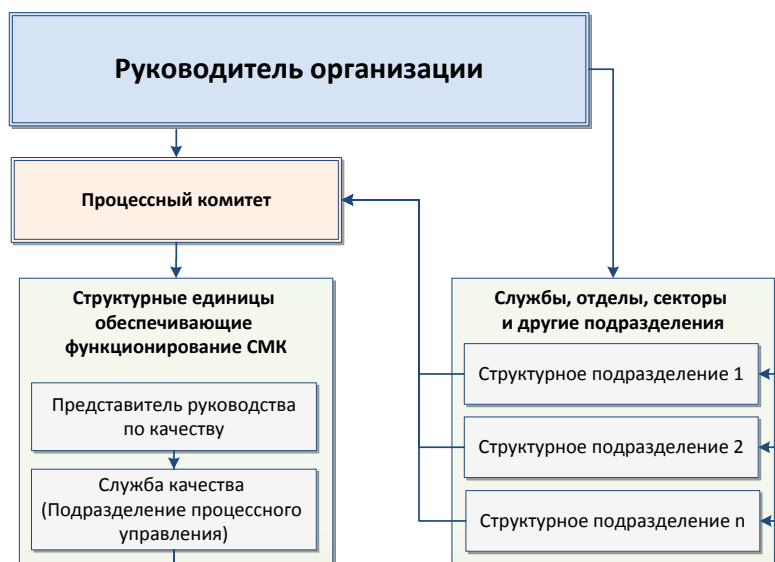 Руководитель организации
Процессный комитет
Структурные единицы
обеспечивающие
функционирование СМК
Представитель руководства
по качеству
Служба качества
(Подразделение процессного
управления)
Службы, отделы, секторы
и другие подразделения
Структурное подразделение 1
Структурное подразделение 2
Структурное подразделение n